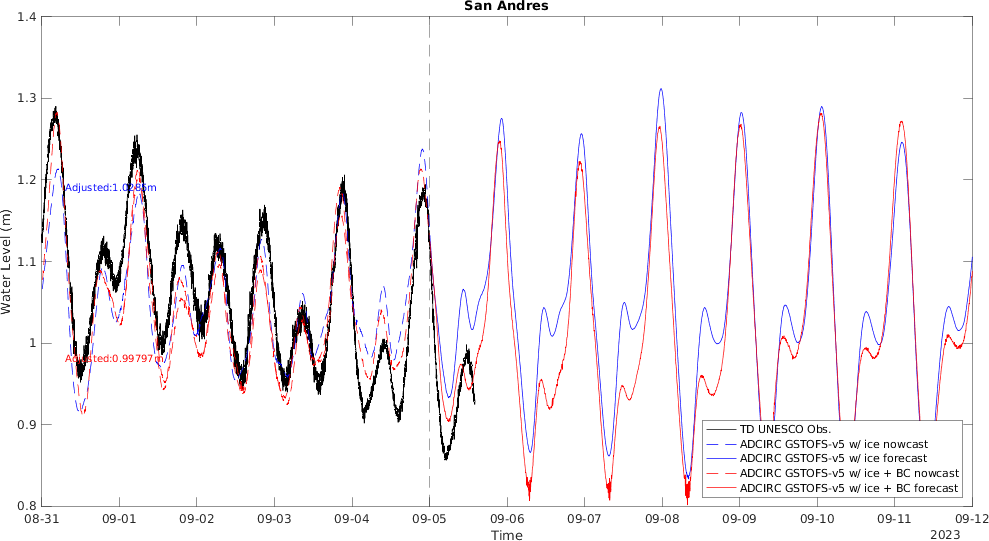 San Andres
1.4
1.3
1.2
1.1
1
0.9
0.8
Water Level (m)
Adjusted:1.0285m
Adjusted:0.99797m
TD UNESCO Obs.
ADCIRC GSTOFS-v5 w/ ice nowcast
ADCIRC GSTOFS-v5 w/ ice forecast
ADCIRC GSTOFS-v5 w/ ice + BC nowcast
ADCIRC GSTOFS-v5 w/ ice + BC forecast
08-31 09-01 09-02 09-03 09-04 09-05 09-06 09-07 09-08 09-09 09-10 09-11 09-12
Time
2023